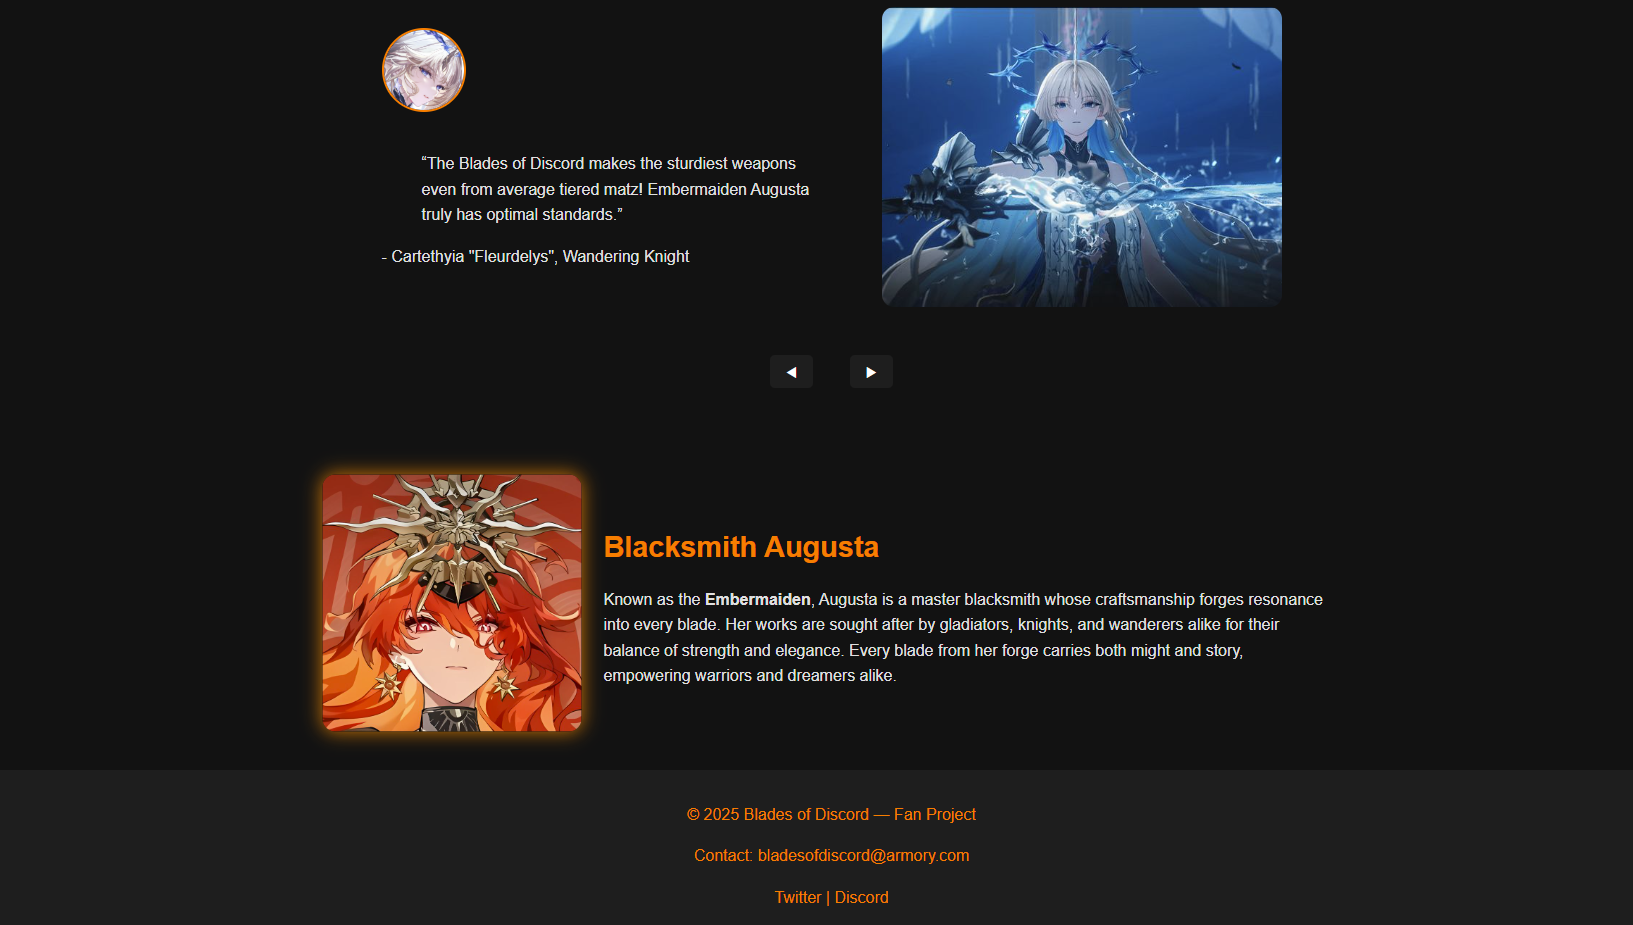 “The Blades of Discord makes the sturdiest weapons
even from average tiered matz! Embermaiden Augusta
truly has optimal standards.”
- Cartethyia "Fleurdelys", Wandering Knight
◀ ▶
Blacksmith Augusta
Known as the Embermaiden, Augusta is a master blacksmith whose craftsmanship forges resonance
into every blade. Her works are sought after by gladiators, knights, and wanderers alike for their
balance of strength and elegance. Every blade from her forge carries both might and story,
empowering warriors and dreamers alike.
© 2025 Blades of Discord — Fan Project
Contact: bladesofdiscord@armory.com
Twitter | Discord